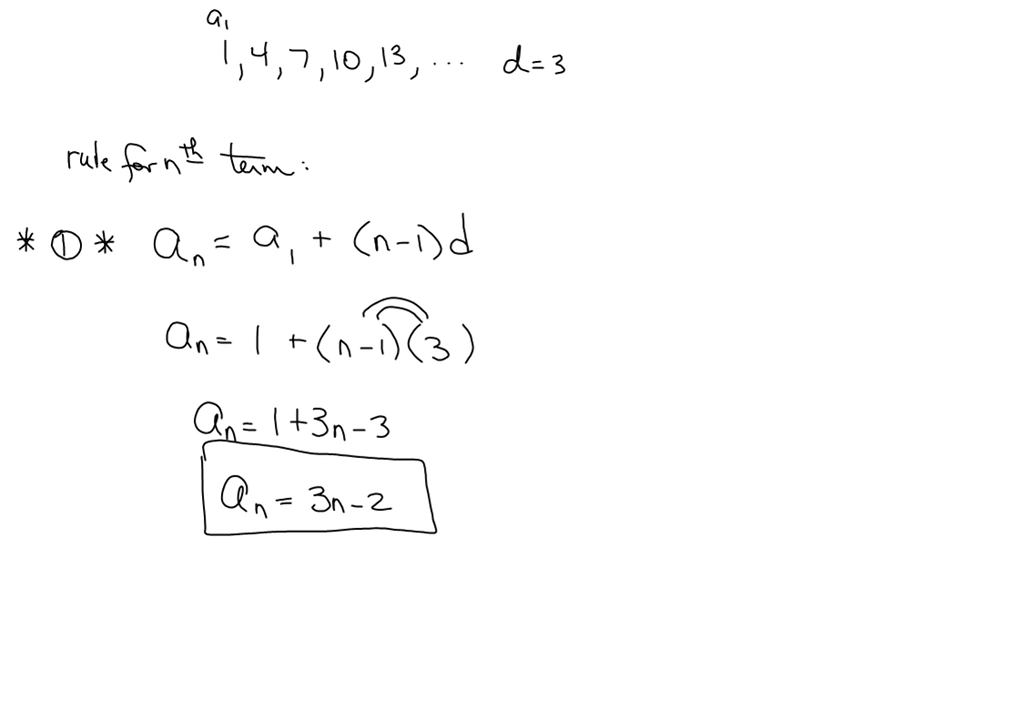 a₁
1, 4, 7, 10, 13, ... d = 3
rule for nᵗʰ term:
* ① * aₙ = a₁ + (n-1)d
aₙ = 1 + (n-1)(3)
aₙ = 1+3n-3
aₙ = 3n-2